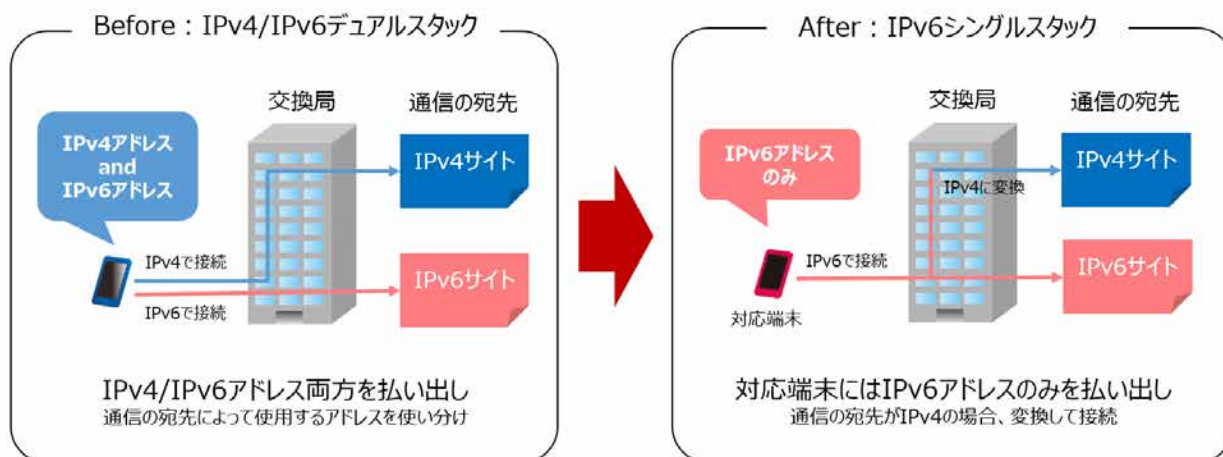 Before：IPv4/IPv6デュアルスタック
交換局
通信の宛先
IPv4アドレス
and
IPv6アドレス
IPv4サイト
IPv4で接続
IPv6サイト
IPv6で接続
IPv4/IPv6アドレス両方を払い出し
通信の宛先によって使用するアドレスを使い分け
After：IPv6シングルスタック
交換局
通信の宛先
IPv6アドレス
のみ
IPv4サイト
IPv4に変換
IPv6で接続
IPv6サイト
対応端末
対応端末にはIPv6アドレスのみを払い出し
通信の宛先がIPv4の場合、変換して接続